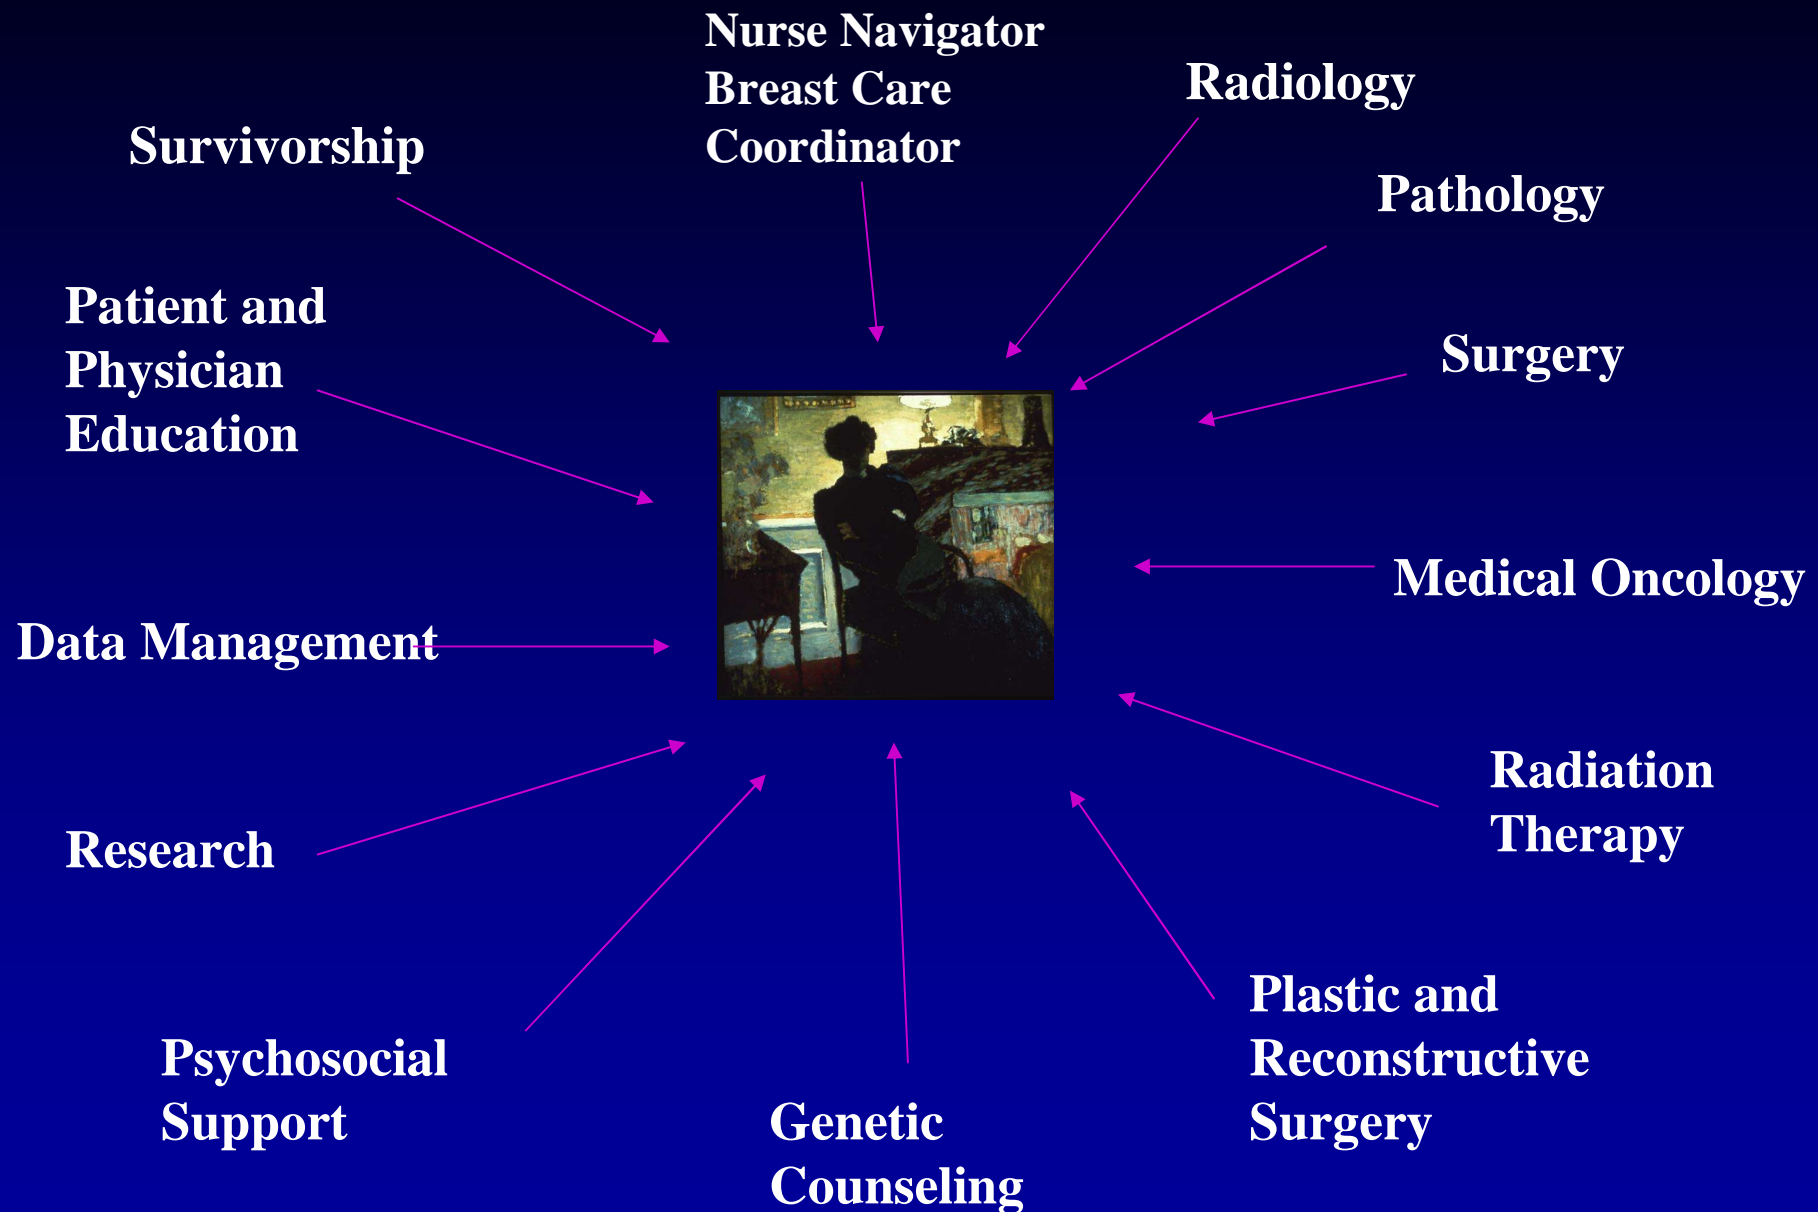 Nurse Navigator
Breast Care
Coordinator
Radiology
Survivorship
Pathology
Patient and
Physician
Education
Surgery
Medical Oncology
Data Management
Radiation
Therapy
Research
Plastic and
Reconstructive
Surgery
Psychosocial
Support
Genetic
Counseling